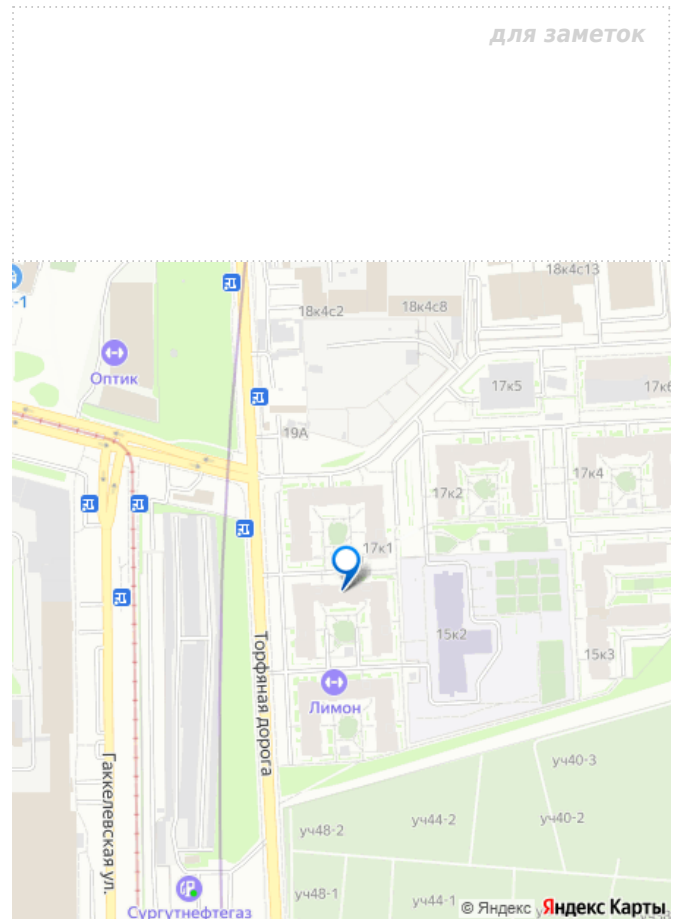 для заметок
18к4с13
-1
18к4с2
18к4с8
Оптик
17к5
17к6
19А
17к4
17к2
17к1
15к2
15к3
Торфяная дорога
Лимон
Гаккелевская ул.
уч40-3
уч48-2
уч44-2
уч40-2
уч48-1
уч44-1
© Яндекс Яндекс Карты
Сургутнефтегаз